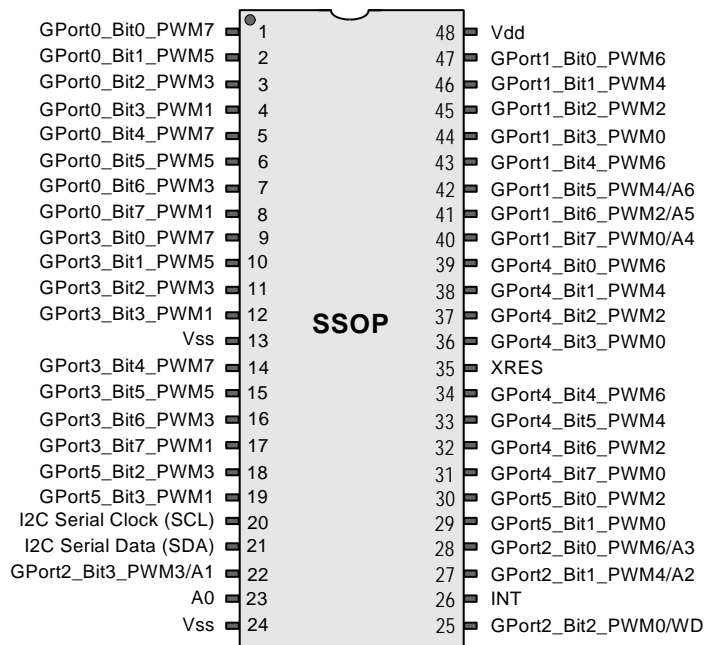 GPort0_Bit0_PWM7 1 48 Vdd
GPort0_Bit1_PWM5 2 47 GPort1_Bit0_PWM6
GPort0_Bit2_PWM3 3 46 GPort1_Bit1_PWM4
GPort0_Bit3_PWM1 4 45 GPort1_Bit2_PWM2
GPort0_Bit4_PWM7 5 44 GPort1_Bit3_PWM0
GPort0_Bit5_PWM5 6 43 GPort1_Bit4_PWM6
GPort0_Bit6_PWM3 7 42 GPort1_Bit5_PWM4/A6
GPort0_Bit7_PWM1 8 41 GPort1_Bit6_PWM2/A5
GPort3_Bit0_PWM7 9 40 GPort1_Bit7_PWM0/A4
GPort3_Bit1_PWM5 10 39 GPort4_Bit0_PWM6
GPort3_Bit2_PWM3 11 38 GPort4_Bit1_PWM4
GPort3_Bit3_PWM1 12 SSOP 37 GPort4_Bit2_PWM2
Vss 13 36 GPort4_Bit3_PWM0
GPort3_Bit4_PWM7 14 35 XRES
GPort3_Bit5_PWM5 15 34 GPort4_Bit4_PWM6
GPort3_Bit6_PWM3 16 33 GPort4_Bit5_PWM4
GPort3_Bit7_PWM1 17 32 GPort4_Bit6_PWM2
GPort5_Bit2_PWM3 18 31 GPort4_Bit7_PWM0
GPort5_Bit3_PWM1 19 30 GPort5_Bit0_PWM2
I2C Serial Clock (SCL) 20 29 GPort5_Bit1_PWM0
I2C Serial Data (SDA) 21 28 GPort2_Bit0_PWM6/A3
GPort2_Bit3_PWM3/A1 22 27 GPort2_Bit1_PWM4/A2
A0 23 26 INT
Vss 24 25 GPort2_Bit2_PWM0/WD